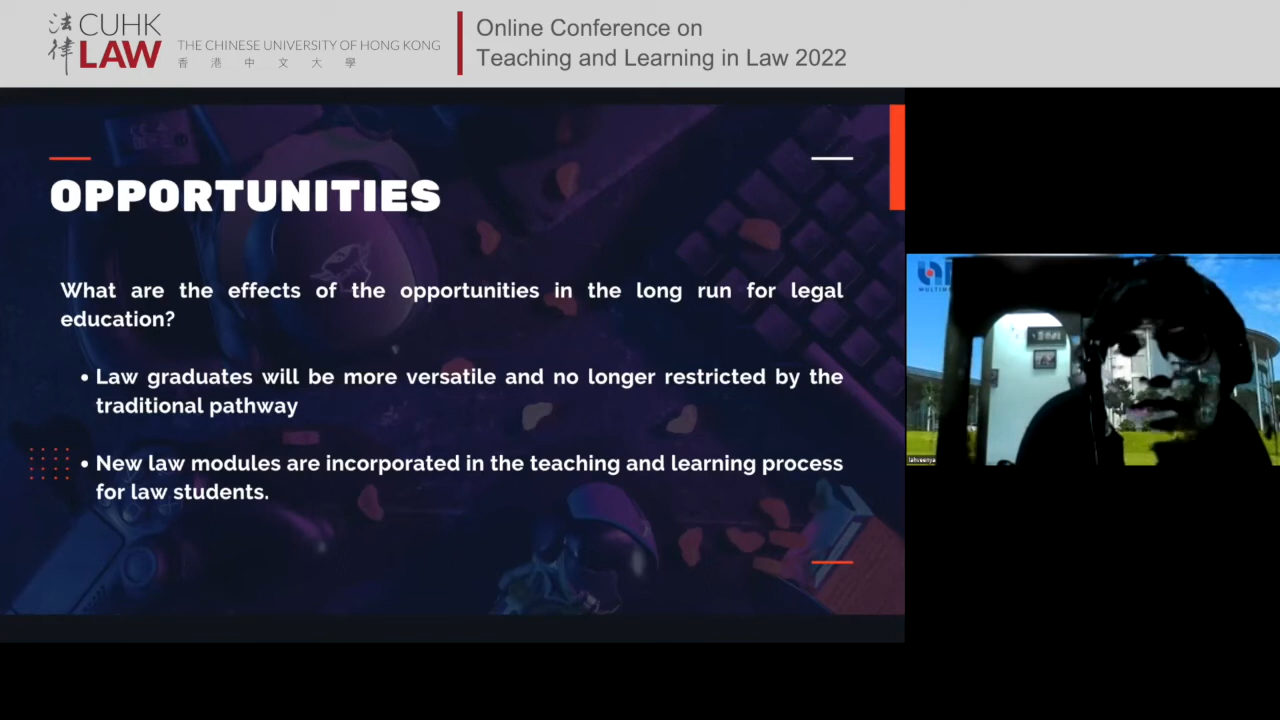 法律
CUHK
LAW
THE CHINESE UNIVERSITY OF HONG KONG
香港中文大學
Online Conference on
Teaching and Learning in Law 2022
OPPORTUNITIES
What are the effects of the opportunities in the long run for legal
education?
• Law graduates will be more versatile and no longer restricted by the
traditional pathway
• New law modules are incorporated in the teaching and learning process
for law students.